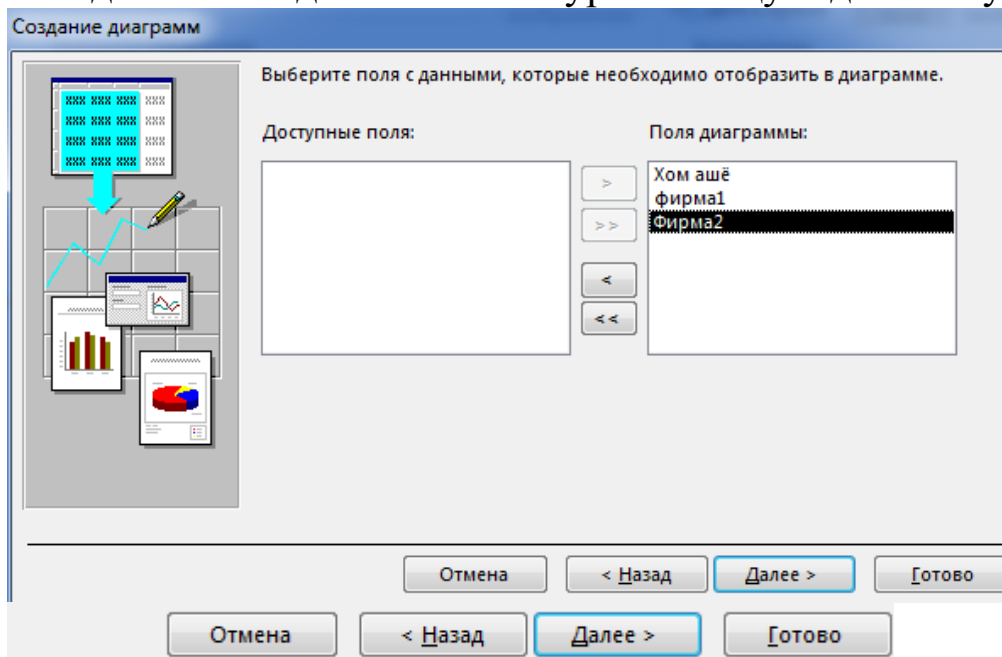 Создание диаграмм
Выберите поля с данными, которые необходимо отобразить в диаграмме.
Доступные поля:
Поля диаграммы:
>
>>
<
<<
Хом ашё
фирма1
Фирма2
Отмена
< Назад
Далее >
Готово
Отмена
< Назад
Далее >
Готово